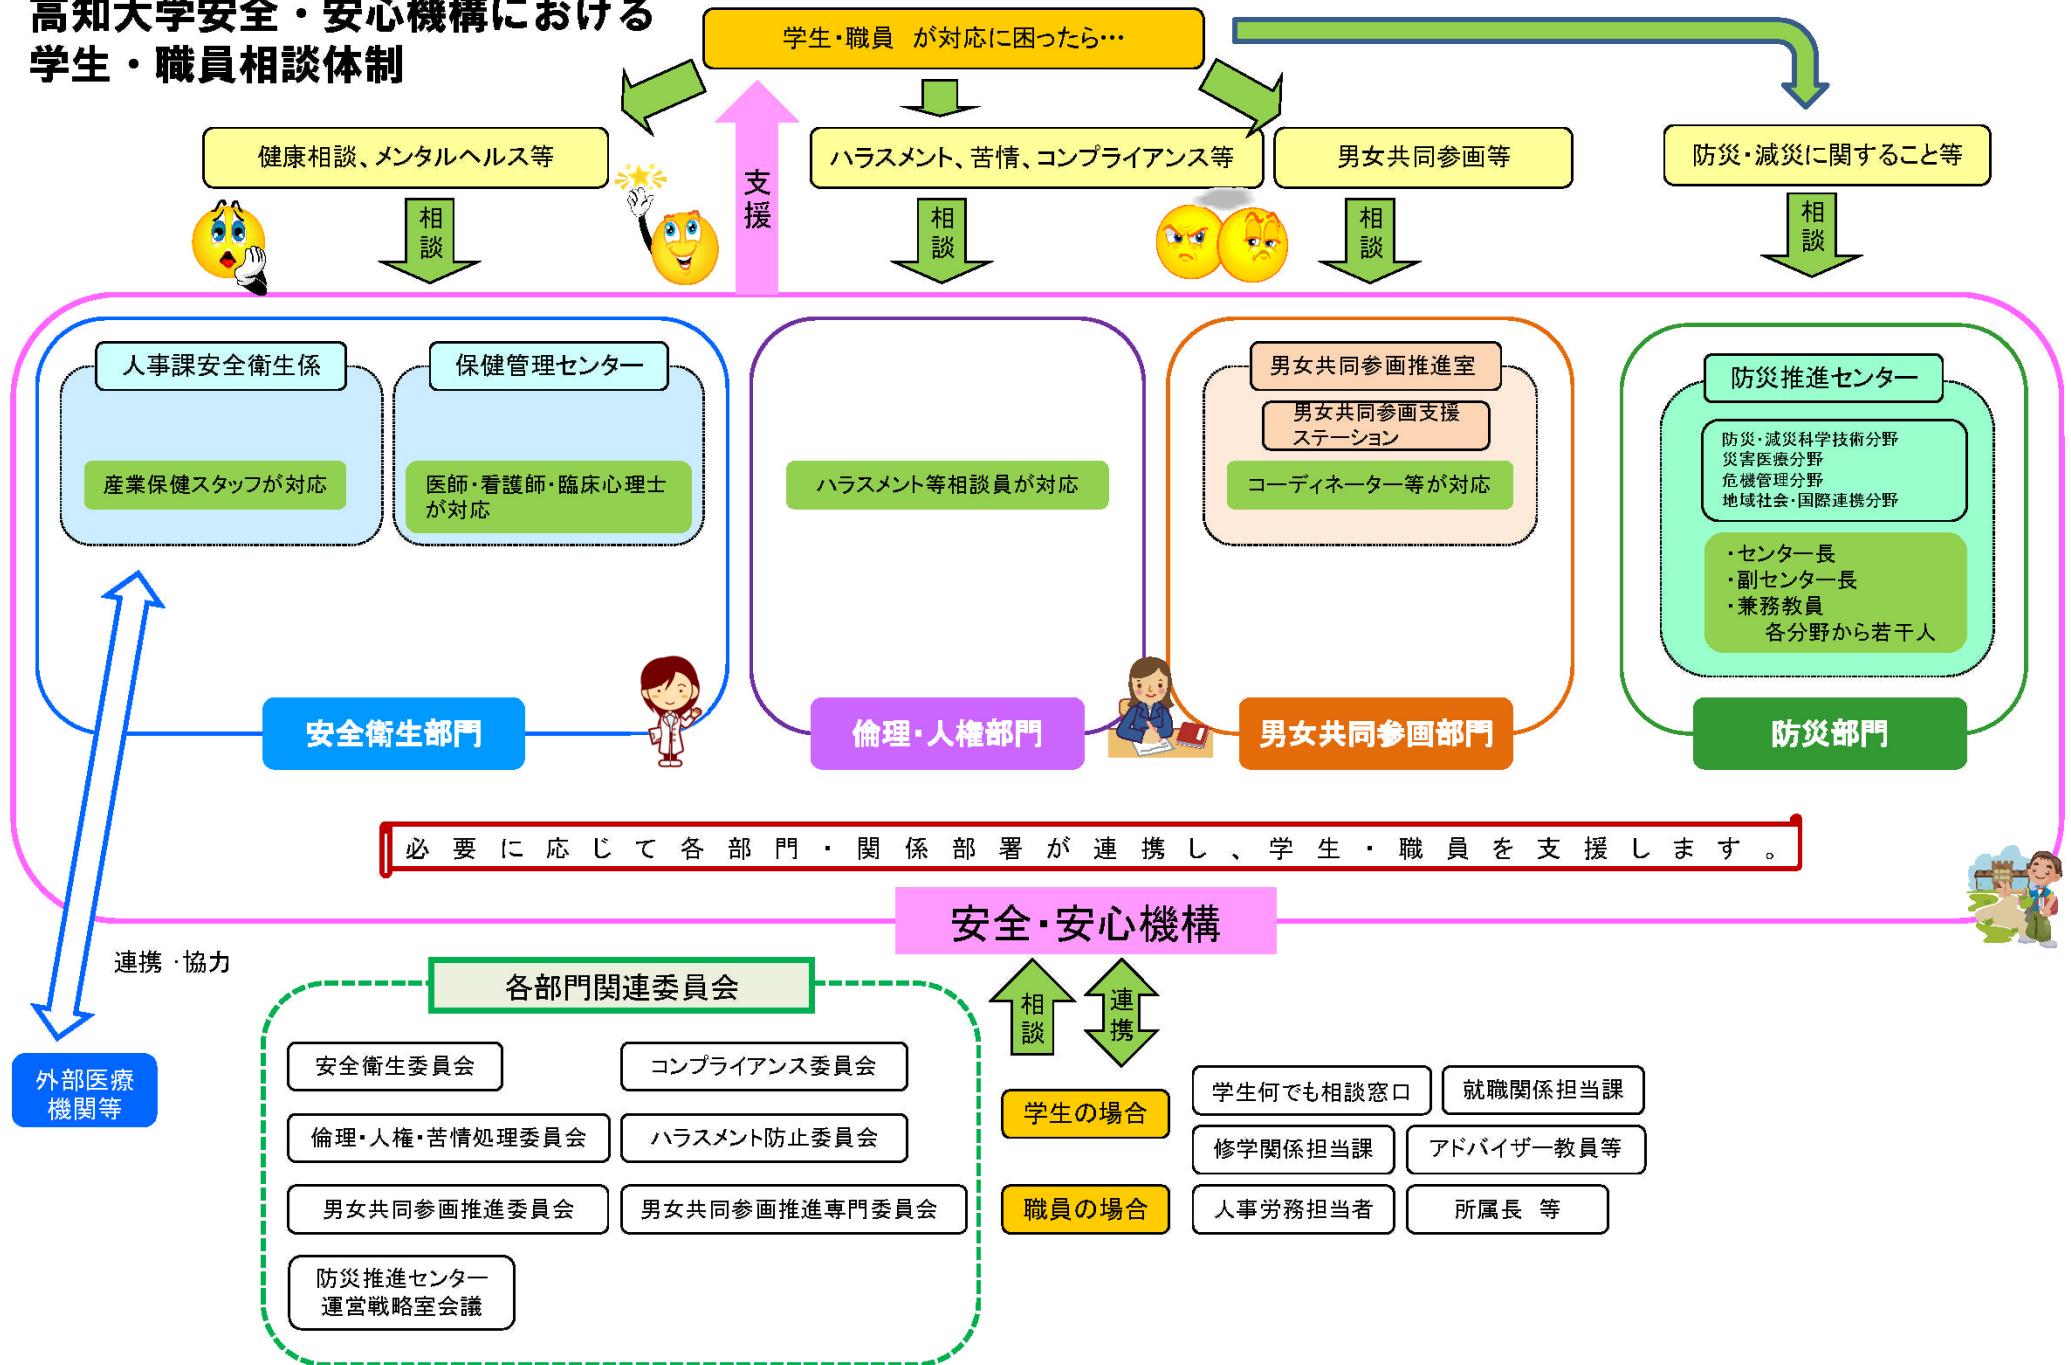 高知大学安全・安心機構における
学生・職員相談体制
学生・職員　が対応に困ったら…
健康相談、メンタルヘルス等
支援
ハラスメント、苦情、コンプライアンス等
男女共同参画等
防災・減災に関すること等
相談
相談
相談
相談
人事課安全衛生係
産業保健スタッフが対応
保健管理センター
医師・看護師・臨床心理士
が対応
ハラスメント等相談員が対応
男女共同参画推進室
男女共同参画支援
ステーション
コーディネーター等が対応
防災推進センター
防災・減災科学技術分野
災害医療分野
危機管理分野
地域社会・国際連携分野
・センター長
・副センター長
・兼務教員
各分野から若干人
安全衛生部門
倫理・人権部門
男女共同参画部門
防災部門
必要に応じて各部門・関係部署が連携し、学生・職員を支援します。
安全・安心機構
連携・協力
外部医療
機関等
各部門関連委員会
安全衛生委員会
コンプライアンス委員会
倫理・人権・苦情処理委員会
ハラスメント防止委員会
男女共同参画推進委員会
男女共同参画推進専門委員会
防災推進センター
運営戦略室会議
相談
連携
学生の場合
学生何でも相談窓口
就職関係担当課
修学関係担当課
アドバイザー教員等
職員の場合
人事労務担当者
所属長　等